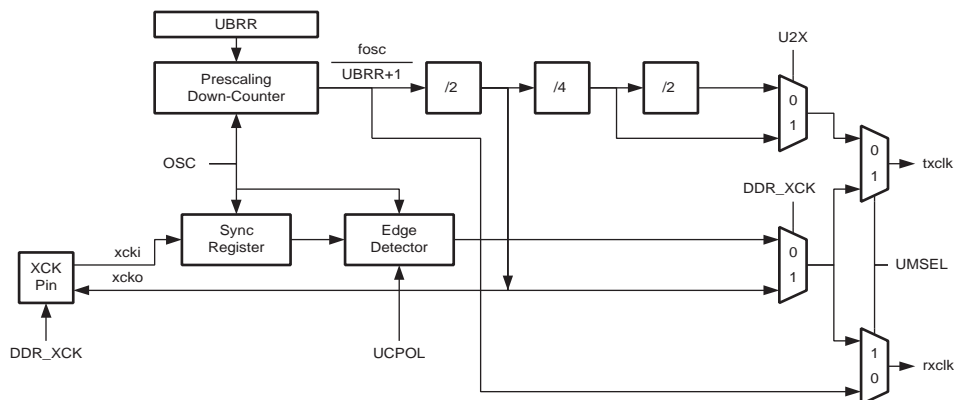 UBRR
fosc
UBRR+1
Prescaling
Down-Counter
/2
/4
/2
U2X
0
1
OSC
0
1
txclk
DDR_XCK
Sync
Register
Edge
Detector
0
1
xcki
xcko
XCK
Pin
UMSEL
DDR_XCK
UCPOL
1
0
rxclk